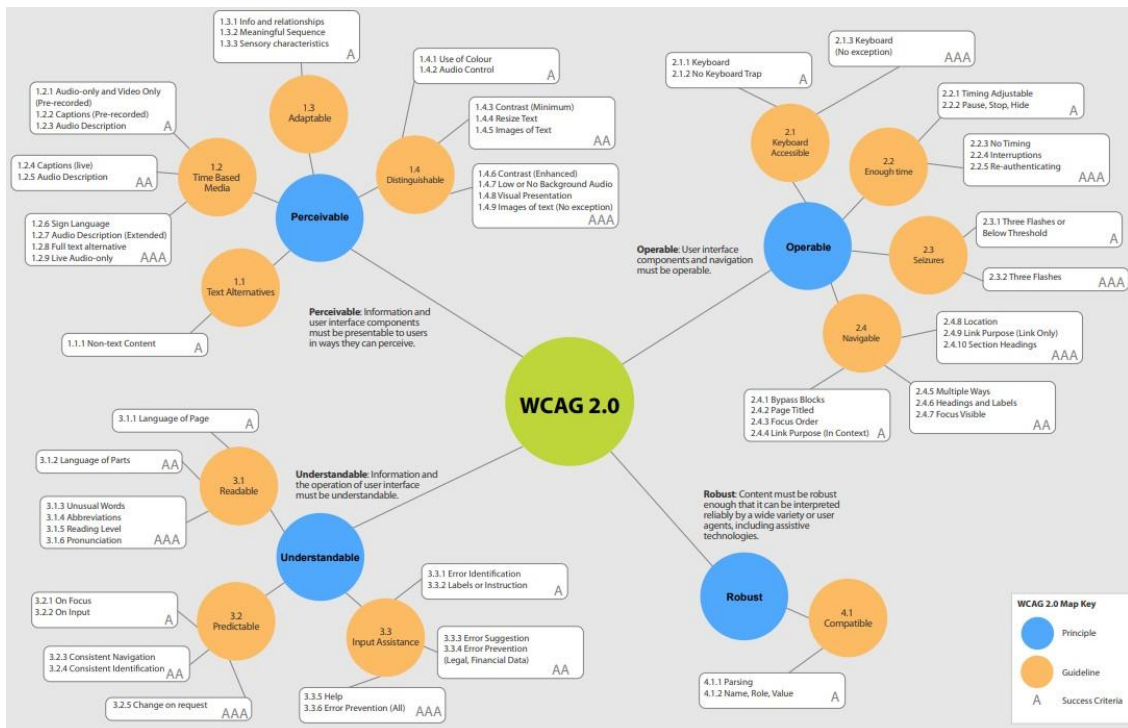 1.3.1 Info and relationships
1.3.2 Meaningful Sequence
1.3.3 Sensory characteristics
A
1.3
Adaptable
1.4.1 Use of Colour
1.4.2 Audio Control
A
1.2.1 Audio-only and Video Only
(Pre-recorded)
1.2.2 Captions (Pre-recorded)
1.2.3 Audio Description
A
1.4.3 Contrast (Minimum)
1.4.4 Resize Text
1.4.5 Images of Text
AA
1.2
Time Based
Media
1.2.4 Captions (live)
1.2.5 Audio Description
AA
1.4
Distinguishable
1.4.6 Contrast (Enhanced)
1.4.7 Low or No Background Audio
1.4.8 Visual Presentation
1.4.9 Images of text (No exception)
AAA
1.2.6 Sign Language
1.2.7 Audio Description (Extended)
1.2.8 Full text alternative
1.2.9 Live Audio-only
AAA
Perceivable
1.1
Text Alternatives
1.1.1 Non-text Content
A
Perceivable: Information and
user interface components
must be presentable to users
in ways they can perceive.
2.1.3 Keyboard
(No exception)
AAA
2.1.1 Keyboard
2.1.2 No Keyboard Trap
A
2.1
Keyboard
Accessible
2.2.1 Timing Adjustable
2.2.2 Pause, Stop, Hide
A
2.2
Enough time
2.2.3 No Timing
2.2.4 Interruptions
2.2.5 Re-authenticating
AAA
Operable
Operable: User interface
components and navigation
must be operable.
2.3
Seizures
2.3.1 Three Flashes or
Below Threshold
A
2.3.2 Three Flashes
AAA
2.4
Navigable
2.4.8 Location
2.4.9 Link Purpose (Link Only)
2.4.10 Section Headings
AAA
2.4.1 Bypass Blocks
2.4.2 Page Titled
2.4.3 Focus Order
2.4.4 Link Purpose (In Context)
A
2.4.5 Multiple Ways
2.4.6 Headings and Labels
2.4.7 Focus Visible
AA
WCAG 2.0
3.1.1 Language of Page
A
3.1.2 Language of Parts
AA
3.1
Readable
3.1.3 Unusual Words
3.1.4 Abbreviations
3.1.5 Reading Level
3.1.6 Pronunciation
AAA
Understandable: Information and
the operation of user interface
must be understandable.
Understandable
3.2.1 On Focus
3.2.2 On Input
A
3.2
Predictable
3.2.3 Consistent Navigation
3.2.4 Consistent Identification
AA
3.2.5 Change on request
AAA
3.3.1 Error Identification
3.3.2 Labels or Instruction
A
3.3
Input Assistance
3.3.3 Error Suggestion
3.3.4 Error Prevention
(Legal, Financial Data)
AA
3.3.5 Help
3.3.6 Error Prevention (All)
AAA
Robust: Content must be robust
enough that it can be interpreted
reliably by a wide variety or user
agents, including assistive
technologies.
Robust
4.1
Compatible
4.1.1 Parsing
4.1.2 Name, Role, Value
A
WCAG 2.0 Map Key
Principle
Guideline
A
Success Criteria